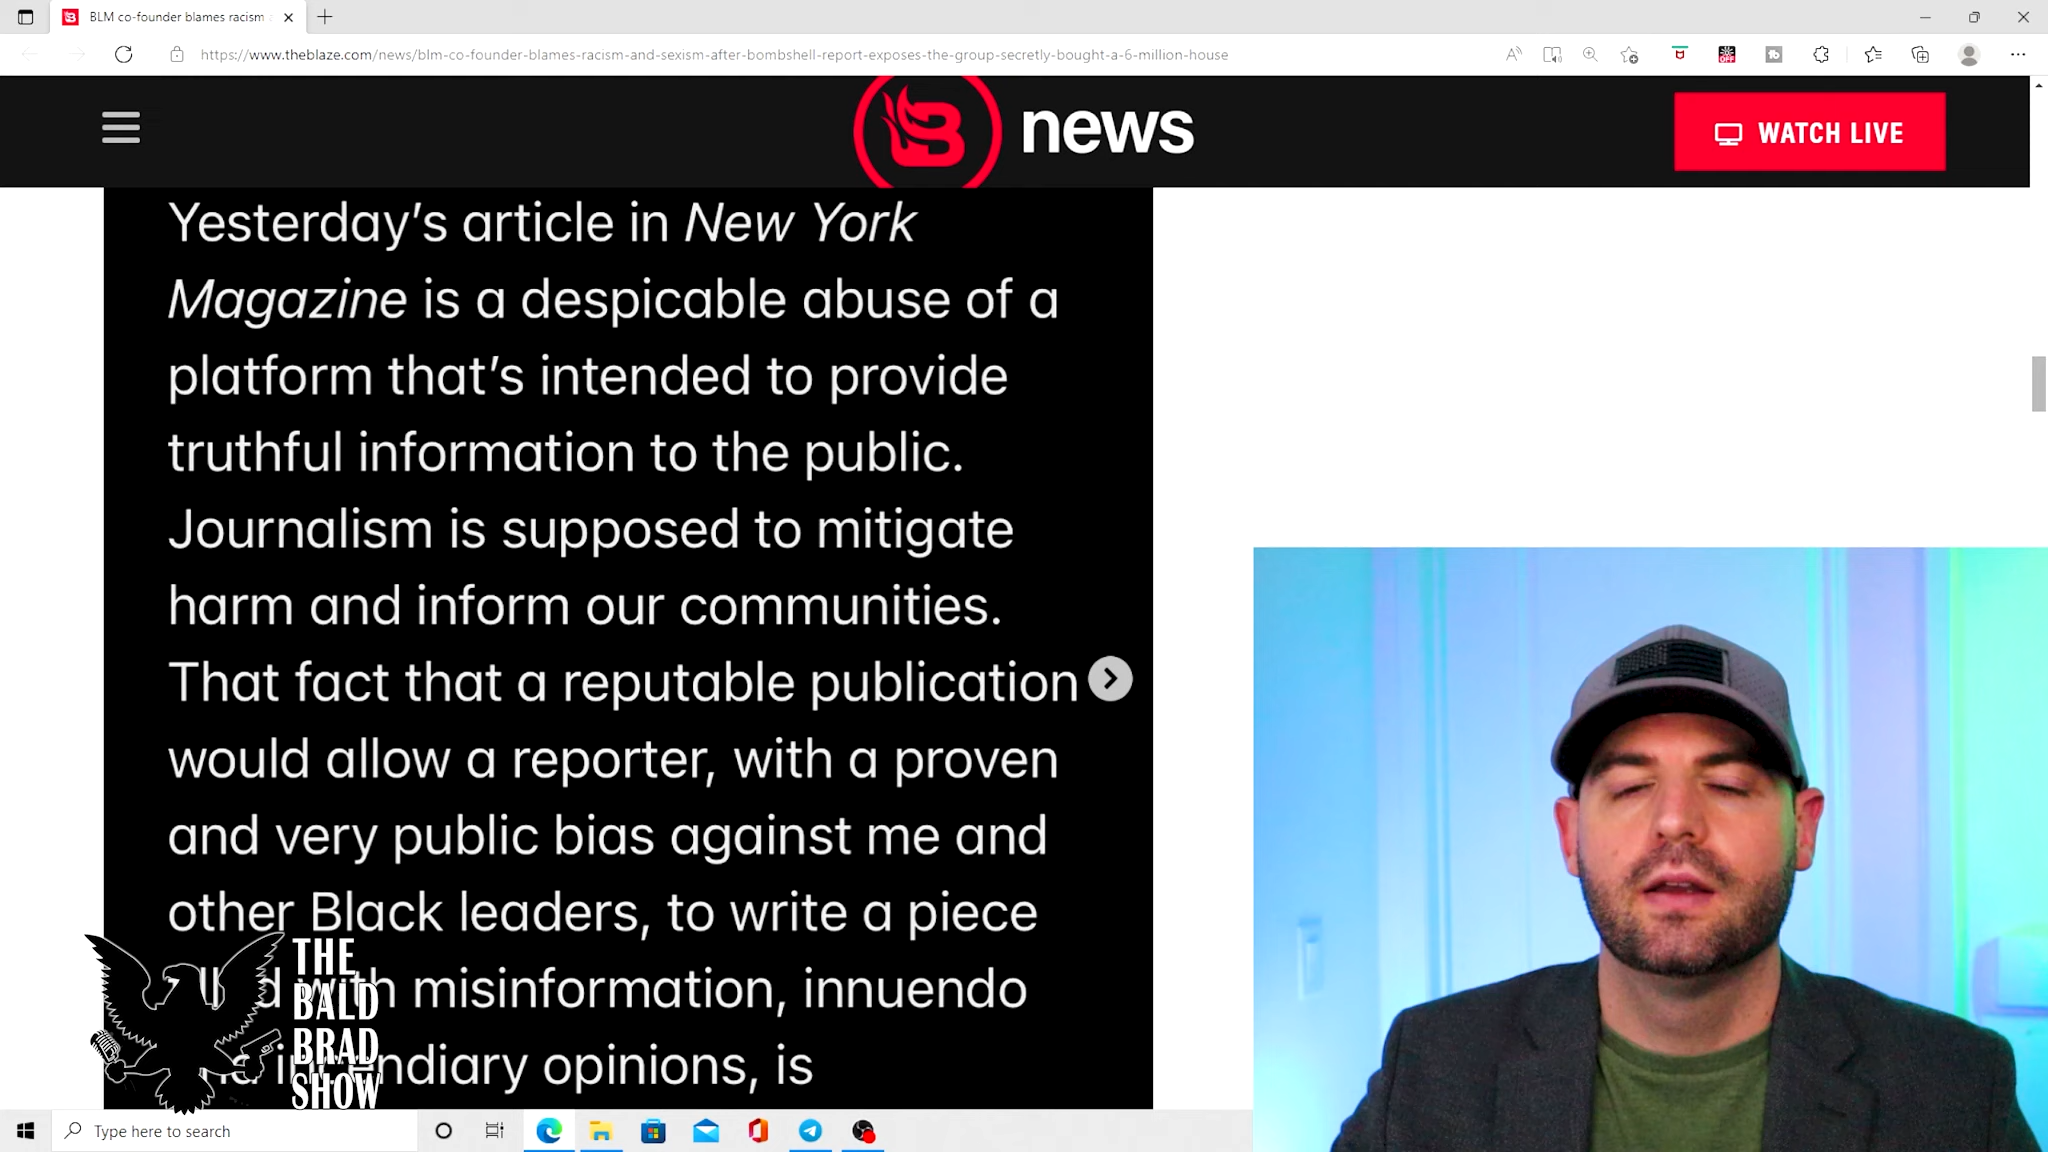 BLM co-founder blames racism
https://www.theblaze.com/news/blm-co-founder-blames-racism-and-sexism-after-bombshell-report-exposes-the-group-secretly-bought-a-6-million-house
OFF
B news
WATCH LIVE
Yesterday's article in New York
Magazine is a despicable abuse of a
platform that's intended to provide
truthful information to the public.
Journalism is supposed to mitigate
harm and inform our communities.
That fact that a reputable publication
would allow a reporter, with a proven
and very public bias against me and
other Black leaders, to write a piece
with misinformation, innuendo
opinions, is
THE
BALD
BRAD
SHOW
Type here to search